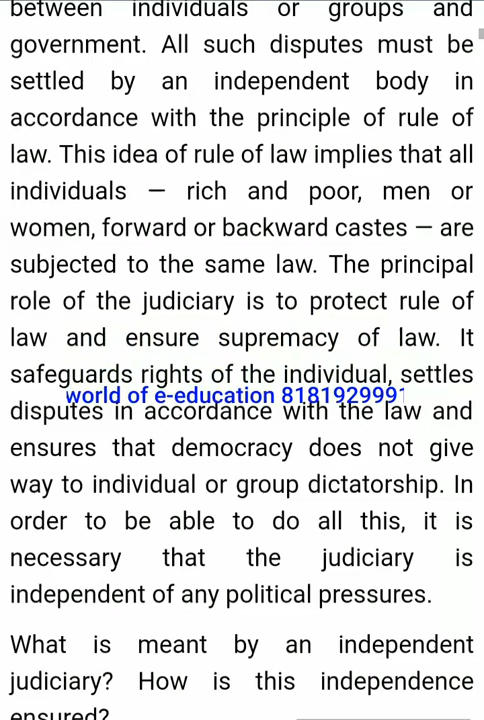 between individuals or groups and
government. All such disputes must be
settled by an independent body in
accordance with the principle of rule of
law. This idea of rule of law implies that all
individuals — rich and poor, men or
women, forward or backward castes — are
subjected to the same law. The principal
role of the judiciary is to protect rule of
law and ensure supremacy of law. It
safeguards rights of the individual, settles
world of e-education 8181929991
disputes in accordance with the law and
ensures that democracy does not give
way to individual or group dictatorship. In
order to be able to do all this, it is
necessary that the judiciary is
independent of any political pressures.
What is meant by an independent
judiciary? How is this independence
ensured?